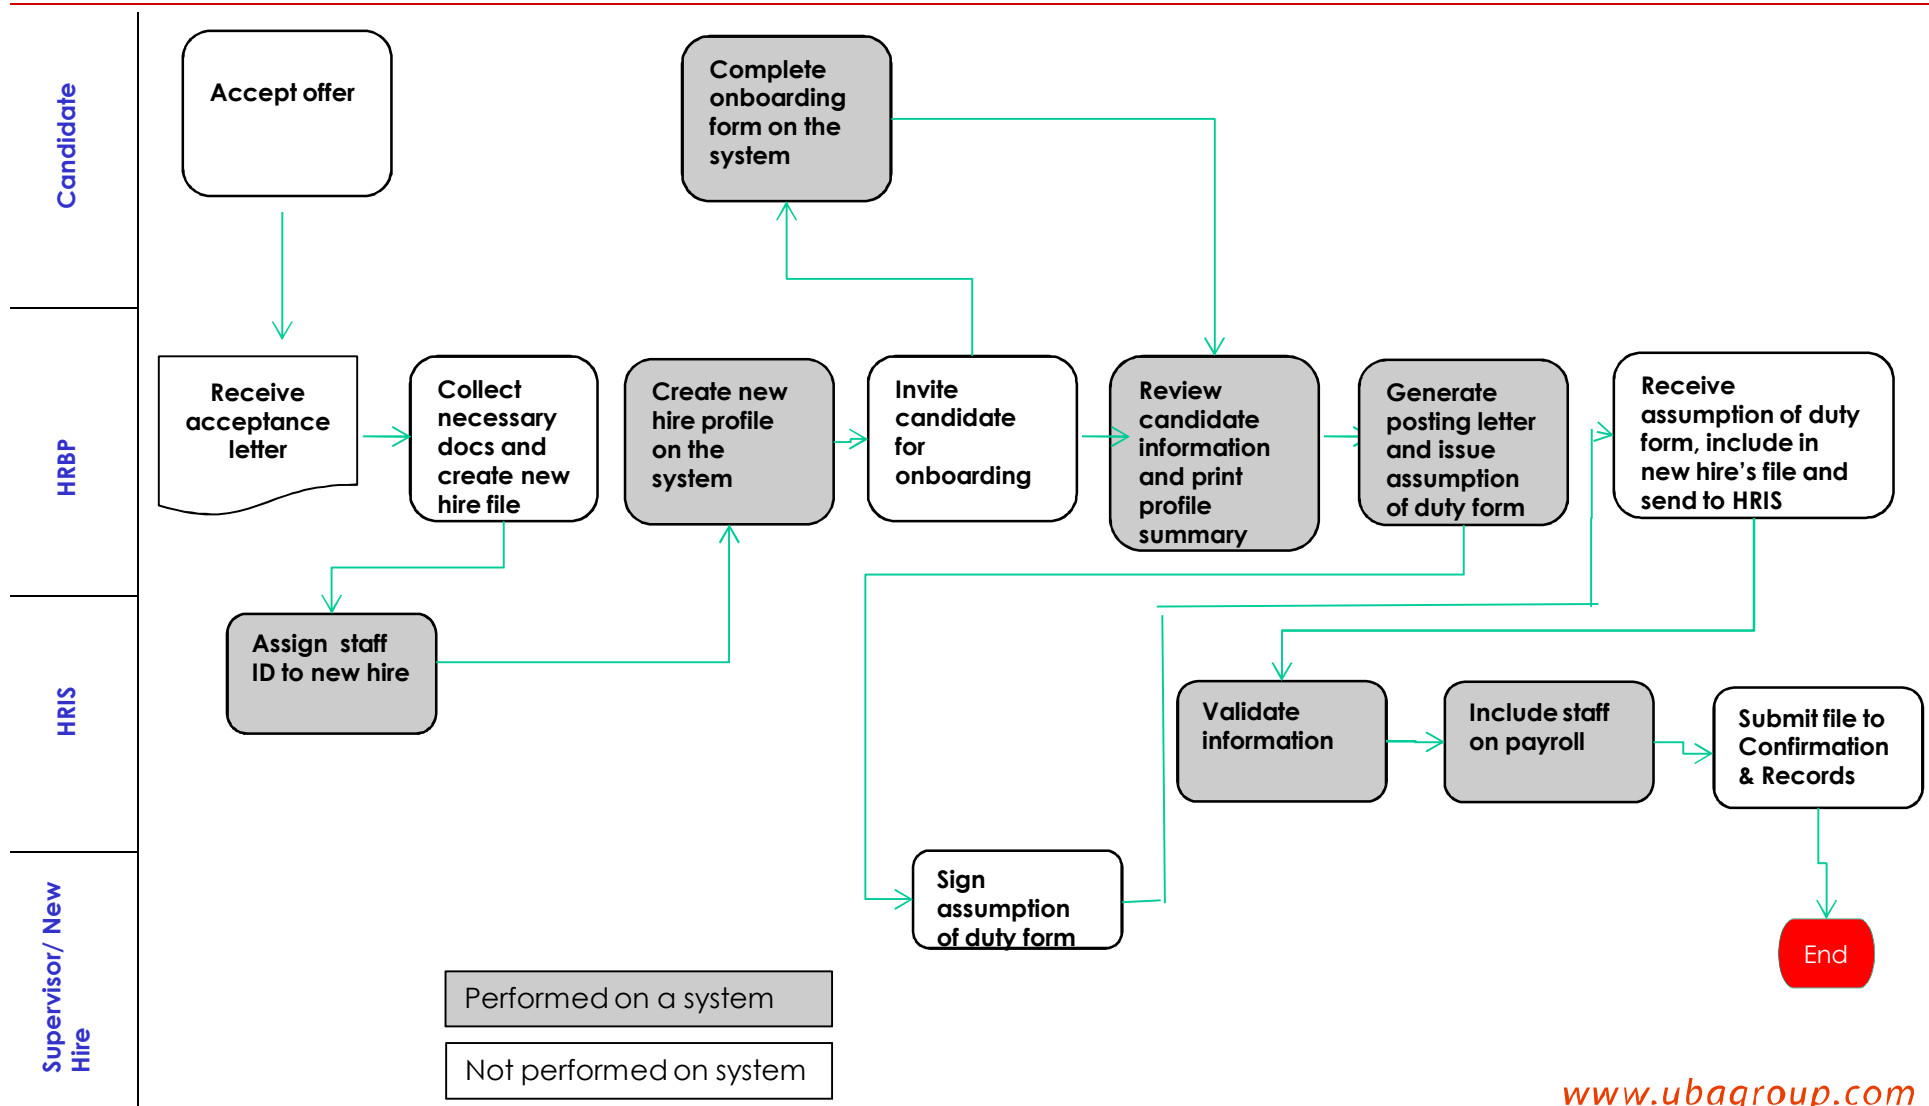 Candidate
Accept offer
Complete
onboarding
form on the
system
HRBP
Receive
acceptance
letter
Collect
necessary
docs and
create new
hire file
Create new
hire profile
on the
system
Invite
candidate
for
onboarding
Review
candidate
information
and print
profile
summary
Generate
posting letter
and issue
assumption
of duty form
Receive
assumption of duty
form, include in
new hire's file and
send to HRIS
HRIS
Assign staff
ID to new hire
Validate
information
Include staff
on payroll
Submit file to
Confirmation
& Records
Supervisor/ New
Hire
Sign
assumption
of duty form
End
Performed on a system
Not performed on system
www.ubagroup.com